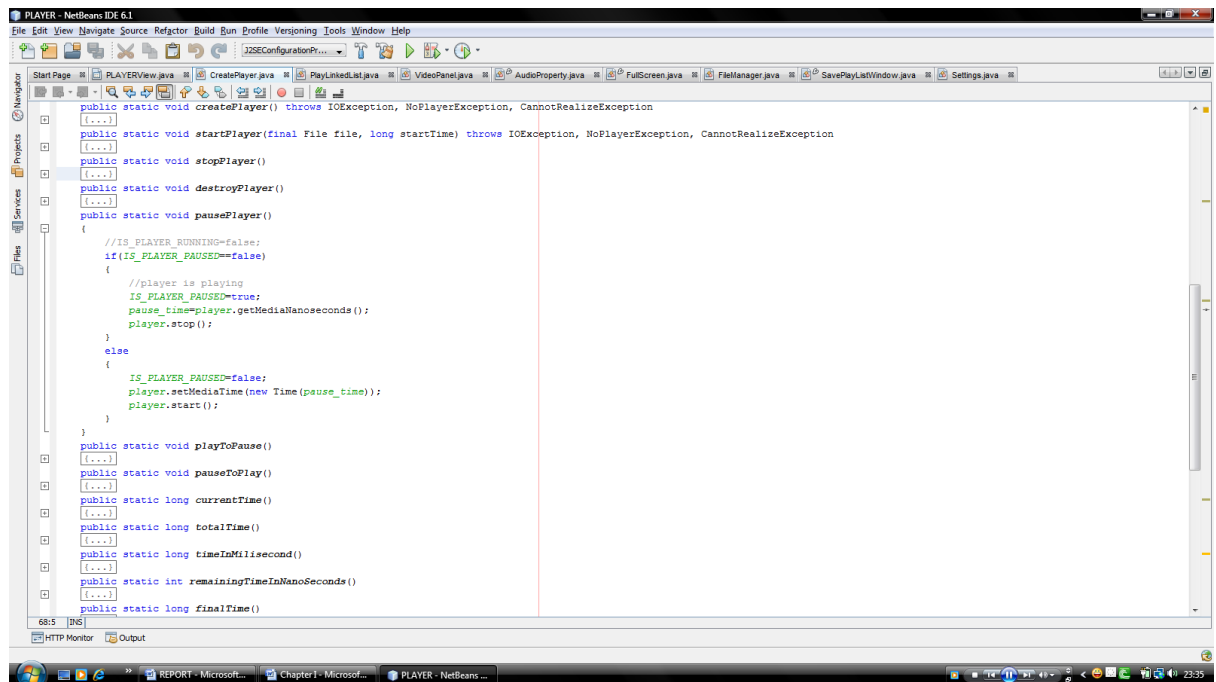 PLAYER - NetBeans IDE 6.1
File Edit View Navigate Source Refactor Build Run Profile Versioning Tools Window Help
J2SEConfigurationPr...
Start Page PLAYERView.java CreatePlayer.java PlayLinkedList.java VideoPanel.java AudioProperty.java FullScreen.java FileManager.java SavePlayListWindow.java Settings.java
Navigator
Projects
Services
Files
public static void createPlayer() throws IOException, NoPlayerException, CannotRealizeException
{...}
public static void startPlayer(final File file, long startTime) throws IOException, NoPlayerException, CannotRealizeException
{...}
public static void stopPlayer()
{...}
public static void destroyPlayer()
{...}
public static void pausePlayer()
{
//IS_PLAYER_RUNNING=false;
if(IS_PLAYER_PAUSED==false)
{
//player is playing
IS_PLAYER_PAUSED=true;
pause_time=player.getMediaNanoseconds();
player.stop();
}
else
{
IS_PLAYER_PAUSED=false;
player.setMediaTime(new Time(pause_time));
player.start();
}
}
public static void playToPause()
{...}
public static void pauseToPlay()
{...}
public static long currentTime()
{...}
public static long totalTime()
{...}
public static long timeInMilisecond()
{...}
public static int remainingTimeInNanoSeconds()
{...}
public static long finalTime()
68:5 INS
HTTP Monitor Output
REPORT - Microsoft... Chapter1 - Microsof... PLAYER - NetBeans ... 23:35